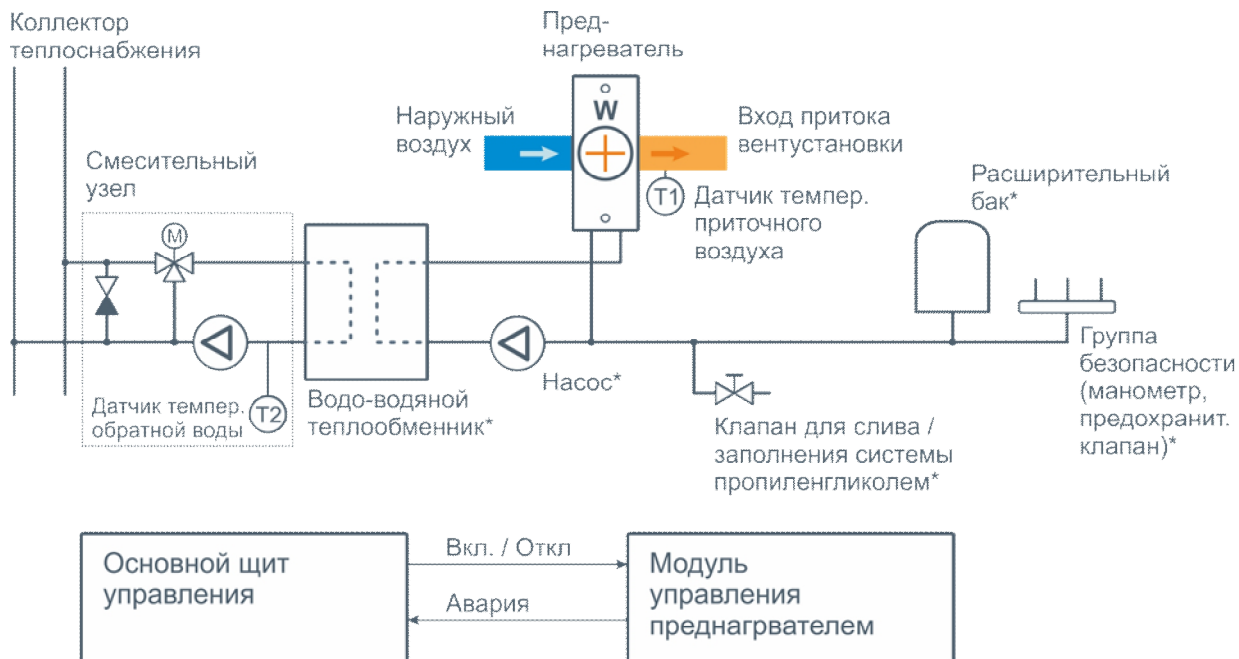 Коллектор
теплоснабжения
Пред-
нагреватель
W
Наружный
воздух
Вход притока
вентустановки
Смесительный
узел
T1
Датчик темпер.
приточного
воздуха
Расширительный
бак*
M
Датчик темпер.
обратной воды
T2
Водо-водяной
теплообменник*
Насос*
Клапан для слива /
заполнения системы
пропиленгликолем*
Группа
безопасности
(манометр,
предохранит.
клапан)*
Основной щит
управления
Вкл. / Откл
Авария
Модуль
управления
преднагрвателем